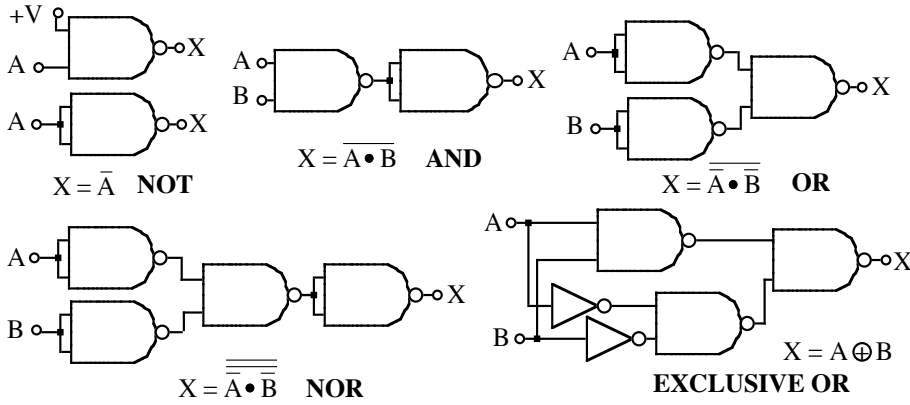 +V
A X
A X
X = A̅ NOT
A
B X
X = A̅ ̅•̅ ̅B̅ AND
A
B X
X = A̿ ̅•̅ ̅B̿ OR
A
B X
X = A̿̅ ̿•̿ ̿B̿̅ NOR
A
B X
X = A ⊕ B
EXCLUSIVE OR